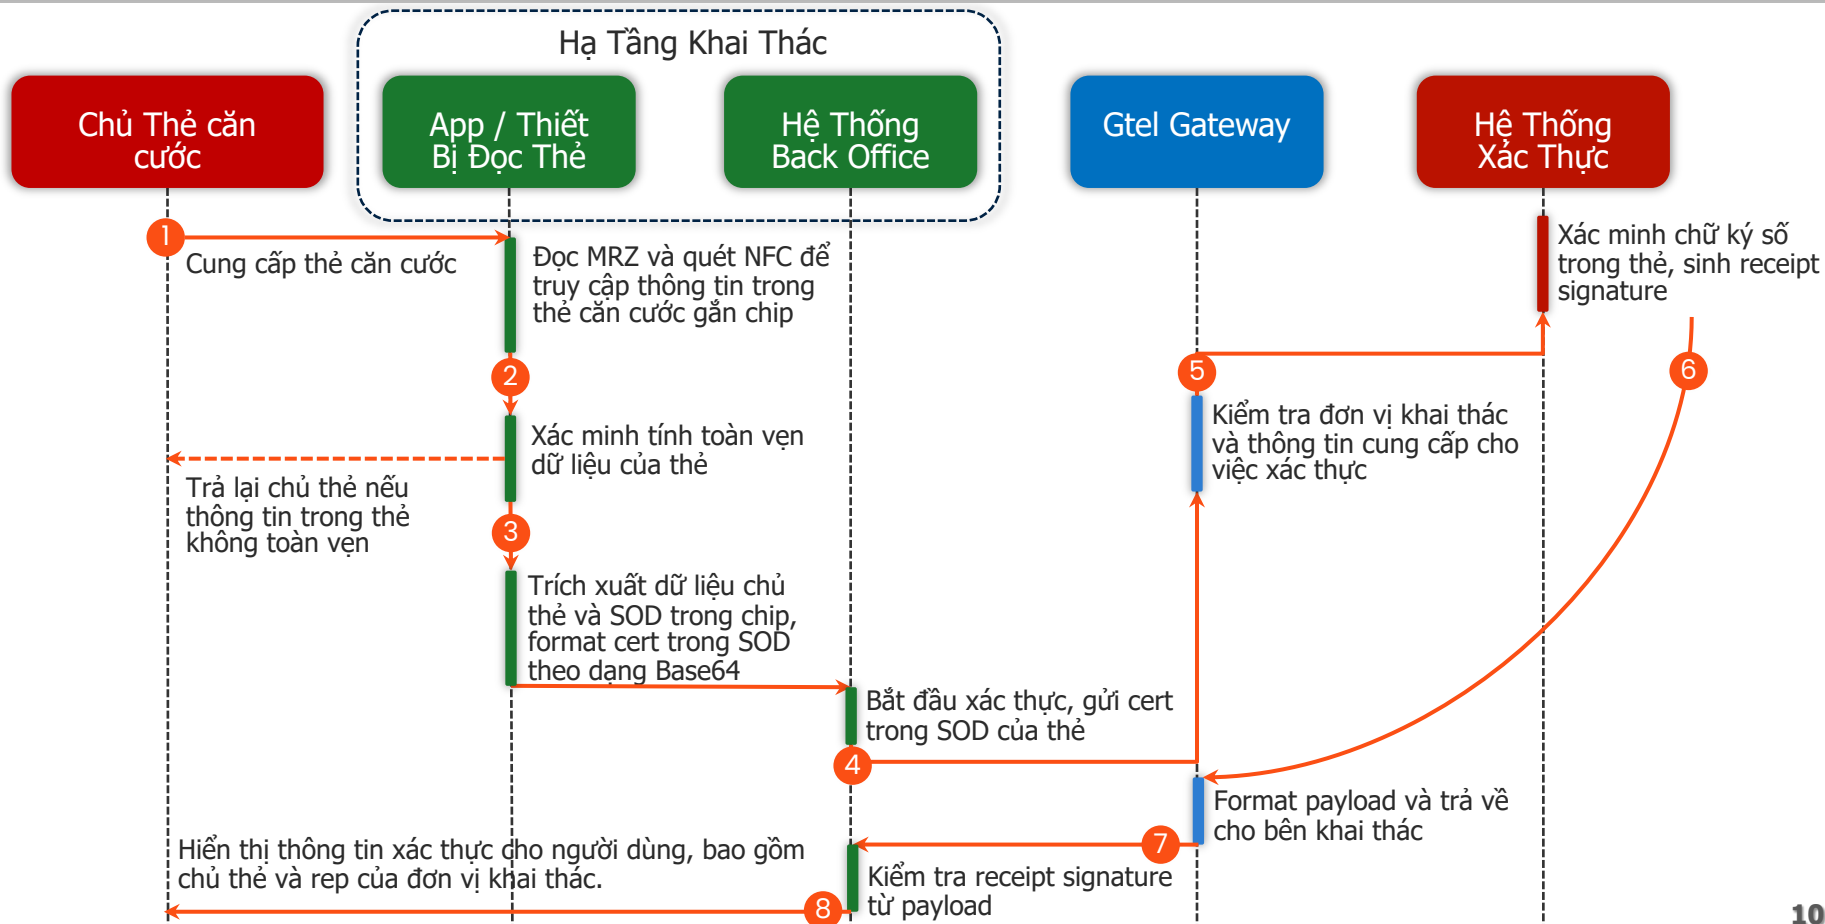 Hạ Tầng Khai Thác
Chủ Thẻ căn
cước
App / Thiết
Bị Đọc Thẻ
Hệ Thống
Back Office
Gtel Gateway
Hệ Thống
Xác Thực
1
Cung cấp thẻ căn cước
Đọc MRZ và quét NFC để
truy cập thông tin trong
thẻ căn cước gắn chip
Xác minh chữ ký số
trong thẻ, sinh receipt
signature
2
5
6
Xác minh tính toàn vẹn
dữ liệu của thẻ
Kiểm tra đơn vị khai thác
và thông tin cung cấp cho
việc xác thực
Trả lại chủ thẻ nếu
thông tin trong thẻ
không toàn vẹn
3
Trích xuất dữ liệu chủ
thẻ và SOD trong chip,
format cert trong SOD
theo dạng Base64
Bắt đầu xác thực, gửi cert
trong SOD của thẻ
4
Format payload và trả về
cho bên khai thác
7
Hiển thị thông tin xác thực cho người dùng, bao gồm
chủ thẻ và rep của đơn vị khai thác.
Kiểm tra receipt signature
từ payload
8
10